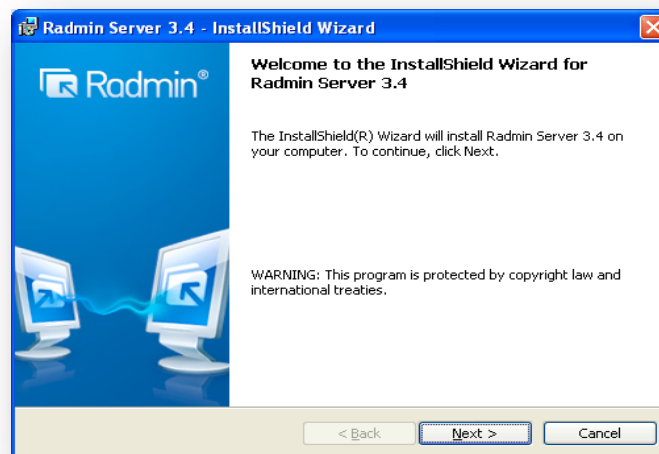 Radmin Server 3.4 - InstallShield Wizard
Radmin®
Welcome to the InstallShield Wizard for
Radmin Server 3.4
The InstallShield(R) Wizard will install Radmin Server 3.4 on
your computer. To continue, click Next.
WARNING: This program is protected by copyright law and
international treaties.
< Back
Next >
Cancel